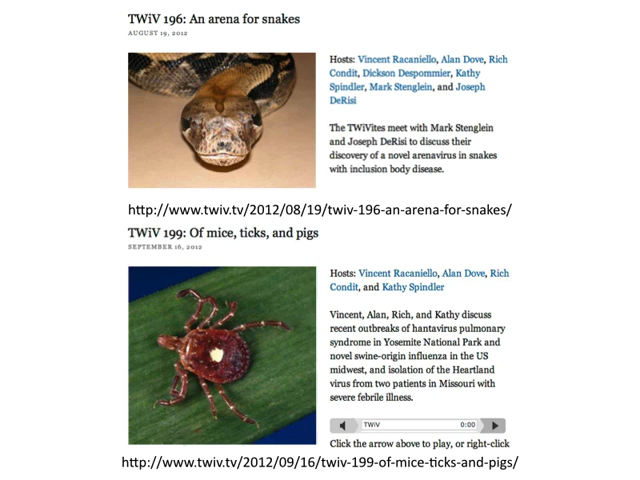 TWiV 196: An arena for snakes
AUGUST 19, 2012
Hosts: Vincent Racaniello, Alan Dove, Rich
Condit, Dickson Despommier, Kathy
Spindler, Mark Stenglein, and Joseph
DeRisi
The TWiVites meet with Mark Stenglein
and Joseph DeRisi to discuss their
discovery of a novel arenavirus in snakes
with inclusion body disease.
http://www.twiv.tv/2012/08/19/twiv-196-an-arena-for-snakes/
TWiV 199: Of mice, ticks, and pigs
SEPTEMBER 16, 2012
Hosts: Vincent Racaniello, Alan Dove, Rich
Condit, and Kathy Spindler
Vincent, Alan, Rich, and Kathy discuss
recent outbreaks of hantavirus pulmonary
syndrome in Yosemite National Park and
novel swine-origin influenza in the US
midwest, and isolation of the Heartland
virus from two patients in Missouri with
severe febrile illness.
TWiV 0:00
Click the arrow above to play, or right-click
http://www.twiv.tv/2012/09/16/twiv-199-of-mice-ticks-and-pigs/